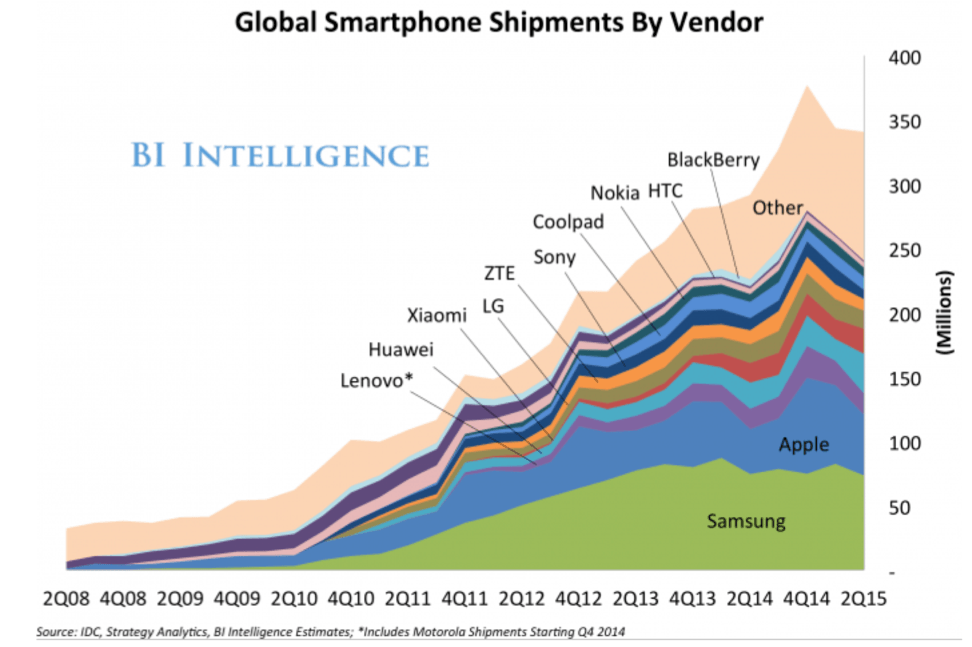 Global Smartphone Shipments By Vendor
400
BI INTELLIGENCE
350
BlackBerry
300
Nokia HTC
Other
Coolpad
250
Sony
ZTE
LG
200
Xiaomi
(Millions)
Huawei
150
Lenovo*
100
Apple
50
Samsung
-
2Q08 4Q08 2Q09 4Q09 2Q10 4Q10 2Q11 4Q11 2Q12 4Q12 2Q13 4Q13 2Q14 4Q14 2Q15
Source: IDC, Strategy Analytics, BI Intelligence Estimates; *Includes Motorola Shipments Starting Q4 2014